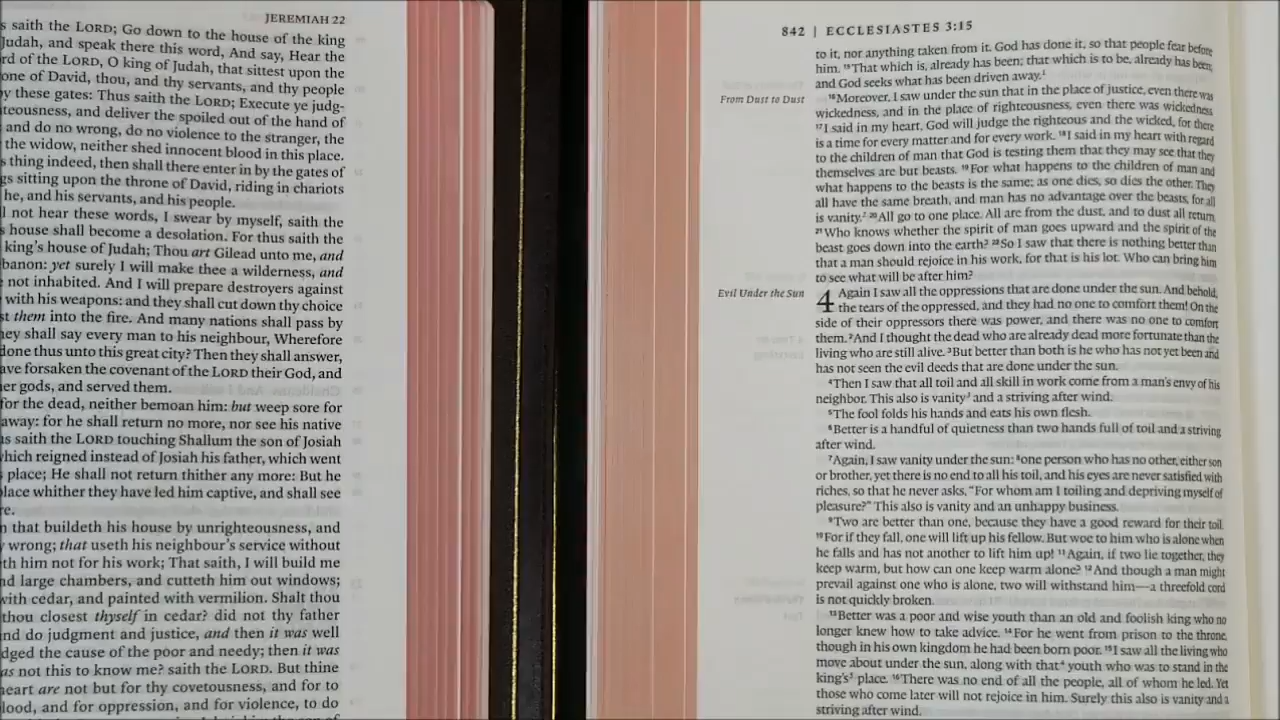 JEREMIAH 22
s saith the LORD; Go down to the house of the king
Judah, and speak there this word, And say, Hear the
rd of the LORD, O king of Judah, that sittest upon the
one of David, thou, and thy servants, and thy people
by these gates: Thus saith the LORD; Execute ye judg-
teousness, and deliver the spoiled out of the hand of
and do no wrong, do no violence to the stranger, the
the widow, neither shed innocent blood in this place.
s thing indeed, then shall there enter in by the gates of
gs sitting upon the throne of David, riding in chariots
he, and his servants, and his people.
l not hear these words, I swear by myself, saith the
s house shall become a desolation. For thus saith the
king's house of Judah; Thou art Gilead unto me, and
banon: yet surely I will make thee a wilderness, and
not inhabited. And I will prepare destroyers against
with his weapons: and they shall cut down thy choice
st them into the fire. And many nations shall pass by
hey shall say every man to his neighbour, Wherefore
done thus unto this great city? Then they shall answer,
ave forsaken the covenant of the LORD their God, and
er gods, and served them.
for the dead, neither bemoan him: but weep sore for
away: for he shall return no more, nor see his native
us saith the LORD touching Shallum the son of Josiah
which reigned instead of Josiah his father, which went
place; He shall not return thither any more: But he
lace whither they have led him captive, and shall see
re.
n that buildeth his house by unrighteousness, and
wrong; that useth his neighbour's service without
th him not for his work; That saith, I will build me
nd large chambers, and cutteth him out windows;
with cedar, and painted with vermilion. Shalt thou
thou closest thyself in cedar? did not thy father
nd do judgment and justice, and then it was well
dged the cause of the poor and needy; then it was
as not this to know me? saith the LORD. But thine
heart are not but for thy covetousness, and for to
lood, and for oppression, and for violence, to do
842 | ECCLESIASTES 3:15
to it, nor anything taken from it. God has done it, so that people fear before
him. 15That which is, already has been; that which is to be, already has been;
and God seeks what has been driven away.1
From Dust to Dust
16Moreover, I saw under the sun that in the place of justice, even there was
wickedness, and in the place of righteousness, even there was wickedness.
17I said in my heart, God will judge the righteous and the wicked, for there
is a time for every matter and for every work. 18I said in my heart with regard
to the children of man that God is testing them that they may see that they
themselves are but beasts. 19For what happens to the children of man and
what happens to the beasts is the same; as one dies, so dies the other. They
all have the same breath, and man has no advantage over the beasts, for all
is vanity.2 20All go to one place. All are from the dust, and to dust all return.
21Who knows whether the spirit of man goes upward and the spirit of the
beast goes down into the earth? 22So I saw that there is nothing better than
that a man should rejoice in his work, for that is his lot. Who can bring him
to see what will be after him?
Evil Under the Sun
4 Again I saw all the oppressions that are done under the sun. And behold,
the tears of the oppressed, and they had no one to comfort them! On the
side of their oppressors there was power, and there was no one to comfort
them. 2And I thought the dead who are already dead more fortunate than the
living who are still alive. 3But better than both is he who has not yet been and
has not seen the evil deeds that are done under the sun.
4Then I saw that all toil and all skill in work come from a man's envy of his
neighbor. This also is vanity3 and a striving after wind.
5The fool folds his hands and eats his own flesh.
6Better is a handful of quietness than two hands full of toil and a striving
after wind.
7Again, I saw vanity under the sun: 8one person who has no other, either son
or brother, yet there is no end to all his toil, and his eyes are never satisfied with
riches, so that he never asks, "For whom am I toiling and depriving myself of
pleasure?" This also is vanity and an unhappy business.
9Two are better than one, because they have a good reward for their toil.
10For if they fall, one will lift up his fellow. But woe to him who is alone when
he falls and has not another to lift him up! 11Again, if two lie together, they
keep warm, but how can one keep warm alone? 12And though a man might
prevail against one who is alone, two will withstand him—a threefold cord
is not quickly broken.
13Better was a poor and wise youth than an old and foolish king who no
longer knew how to take advice. 14For he went from prison to the throne,
though in his own kingdom he had been born poor. 15I saw all the living who
move about under the sun, along with that4 youth who was to stand in the
king's5 place. 16There was no end of all the people, all of whom he led. Yet
those who come later will not rejoice in him. Surely this also is vanity and a
striving after wind.